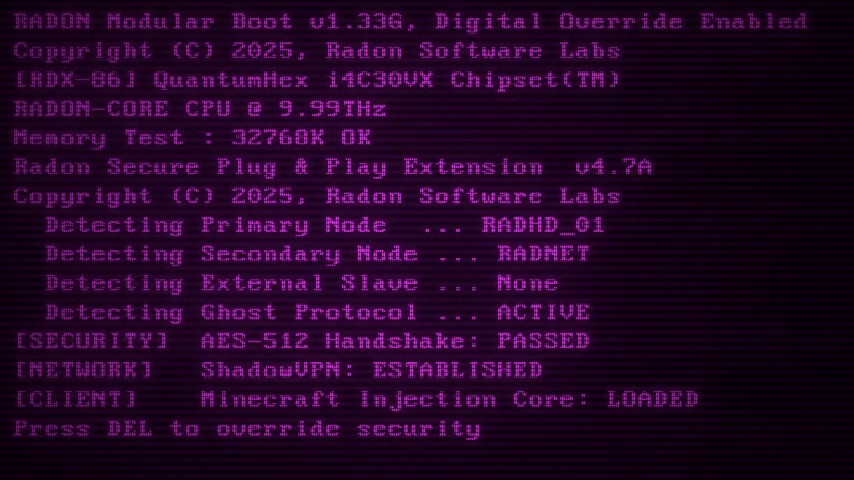 RADON Modular Boot v1.33G, Digital Override Enabled
Copyright (C) 2025, Radon Software Labs
[RDX-86] QuantumHex i4C30VX Chipset(TM)
RADON-CORE CPU @ 9.99THz
Memory Test : 32760K OK
Radon Secure Plug & Play Extension  v4.7A
Copyright (C) 2025, Radon Software Labs
Detecting Primary Node  ... RADHD_01
Detecting Secondary Node ... RADNET
Detecting External Slave ... None
Detecting Ghost Protocol ... ACTIVE
[SECURITY]  AES-512 Handshake: PASSED
[NETWORK]   ShadowVPN: ESTABLISHED
[CLIENT]    Minecraft Injection Core: LOADED
Press DEL to override security